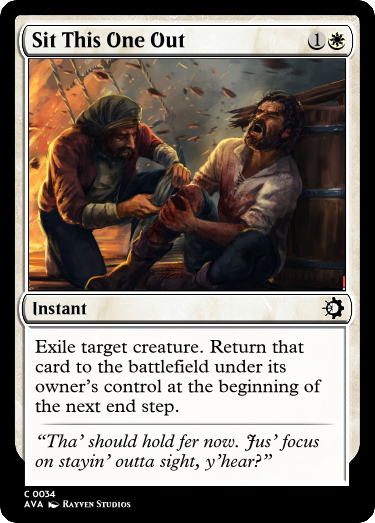 Sit This One Out 1
Instant
Exile target creature. Return that
card to the battlefield under its
owner's control at the beginning of
the next end step.
“Tha' should hold fer now. Jus' focus
on stayin' outta sight, y'hear?”
C 0034
AVA Rayven Studios